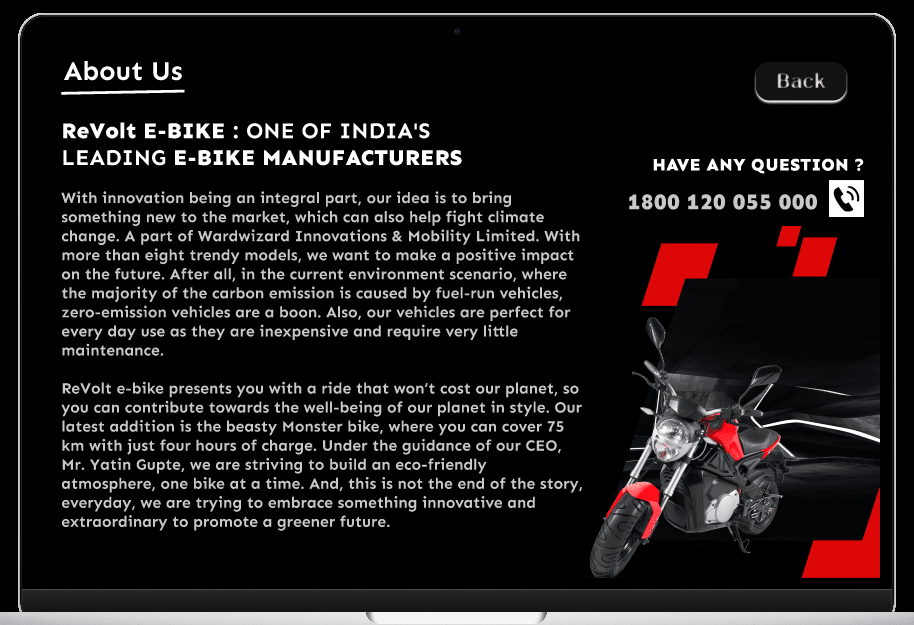 About Us
Back
ReVolt E-BIKE : ONE OF INDIA'S
LEADING E-BIKE MANUFACTURERS
HAVE ANY QUESTION ?
1800 120 055 000
With innovation being an integral part, our idea is to bring
something new to the market, which can also help fight climate
change. A part of Wardwizard Innovations & Mobility Limited. With
more than eight trendy models, we want to make a positive impact
on the future. After all, in the current environment scenario, where
the majority of the carbon emission is caused by fuel-run vehicles,
zero-emission vehicles are a boon. Also, our vehicles are perfect for
every day use as they are inexpensive and require very little
maintenance.
ReVolt e-bike presents you with a ride that won’t cost our planet, so
you can contribute towards the well-being of our planet in style. Our
latest addition is the beasty Monster bike, where you can cover 75
km with just four hours of charge. Under the guidance of our CEO,
Mr. Yatin Gupte, we are striving to build an eco-friendly
atmosphere, one bike at a time. And, this is not the end of the story,
everyday, we are trying to embrace something innovative and
extraordinary to promote a greener future.